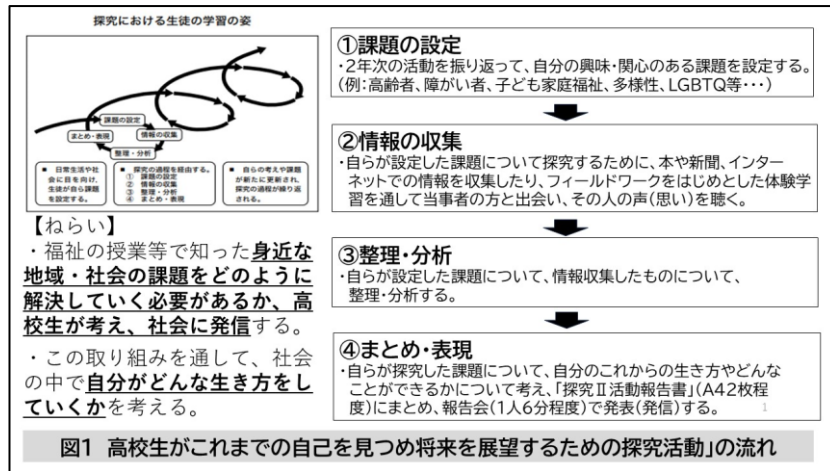 探究における生徒の学習の姿
課題の設定
情報の収集
整理・分析
まとめ・表現
■ 日常生活や社
会に目を向け、
生徒が自ら課題
を設定する。
■ 探究の過程を経由する。
① 課題の設定
② 情報の収集
③ 整理・分析
④ まとめ・表現
■ 自らの考えや課題
が新たに更新され、
探究の過程が繰り返
される。
【ねらい】
・福祉の授業等で知った身近な
地域・社会の課題をどのように
解決していく必要があるか、高
校生が考え、社会に発信する。
・この取り組みを通して、社会
の中で自分がどんな生き方をし
ていくかを考える。
①課題の設定
・2年次の活動を振り返って、自分の興味・関心のある課題を設定する。
(例:高齢者、障がい者、子ども家庭福祉、多様性、LGBTQ等・・・)
②情報の収集
・自らが設定した課題について探究するために、本や新聞、インター
ネットでの情報を収集したり、フィールドワークをはじめとした体験学
習を通して当事者の方と出会い、その人の声(思い)を聴く。
③整理・分析
・自らが設定した課題について、情報収集したものについて、
整理・分析する。
④まとめ・表現
・自らが探究した課題について、自分のこれからの生き方やどんな
ことができるかについて考え、「探究Ⅱ活動報告書」(A42枚程
度)にまとめ、報告会(1人6分程度)で発表(発信)する。
1
図1 高校生がこれまでの自己を見つめ将来を展望するための探究活動」の流れ